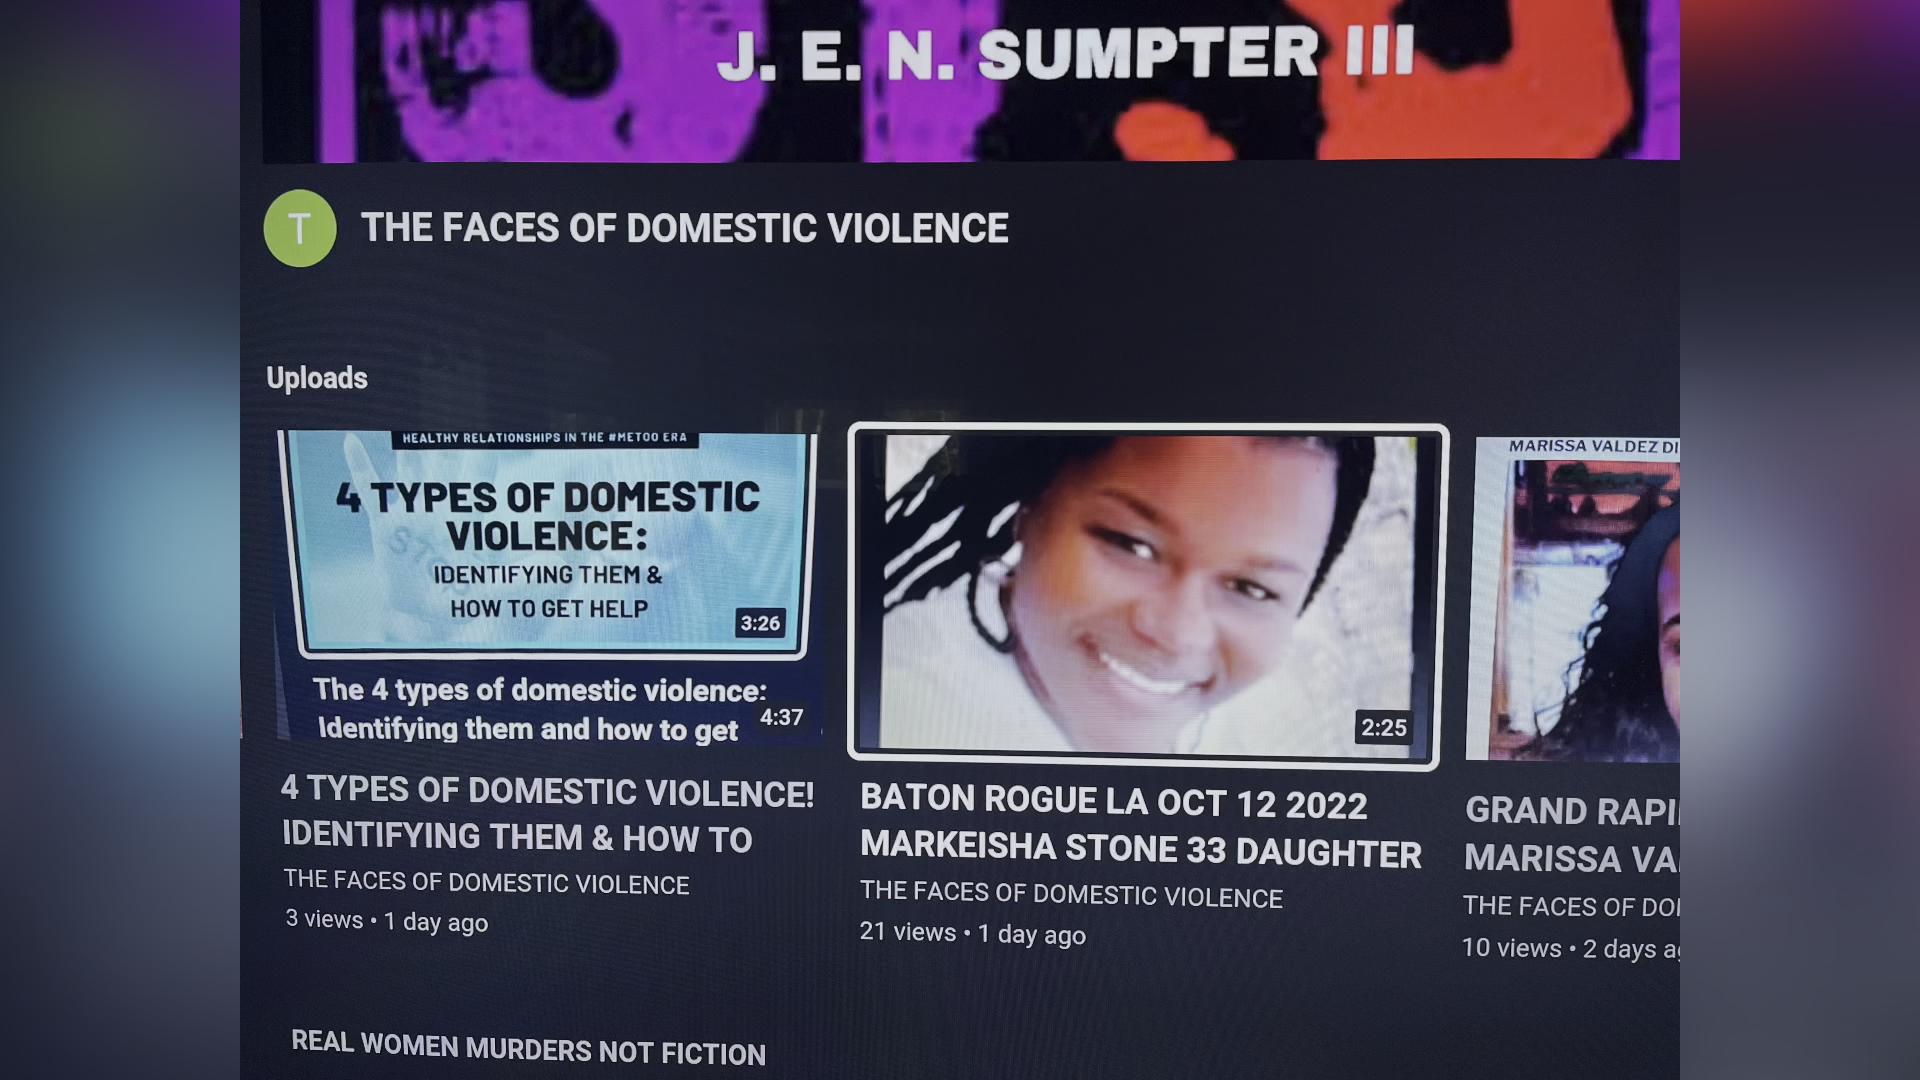 J. E. N. SUMPTER III
T
THE FACES OF DOMESTIC VIOLENCE
Uploads
HEALTHY RELATIONSHIPS IN THE #METOO ERA
4 TYPES OF DOMESTIC
VIOLENCE:
IDENTIFYING THEM &
HOW TO GET HELP
3:26
The 4 types of domestic violence:
Identifying them and how to get
4:37
4 TYPES OF DOMESTIC VIOLENCE!
IDENTIFYING THEM & HOW TO
THE FACES OF DOMESTIC VIOLENCE
3 views • 1 day ago
2:25
BATON ROGUE LA OCT 12 2022
MARKEISHA STONE 33 DAUGHTER
THE FACES OF DOMESTIC VIOLENCE
21 views • 1 day ago
MARISSA VALDEZ DI
GRAND RAPI
MARISSA VA
THE FACES OF DO
10 views • 2 days a
REAL WOMEN MURDERS NOT FICTION